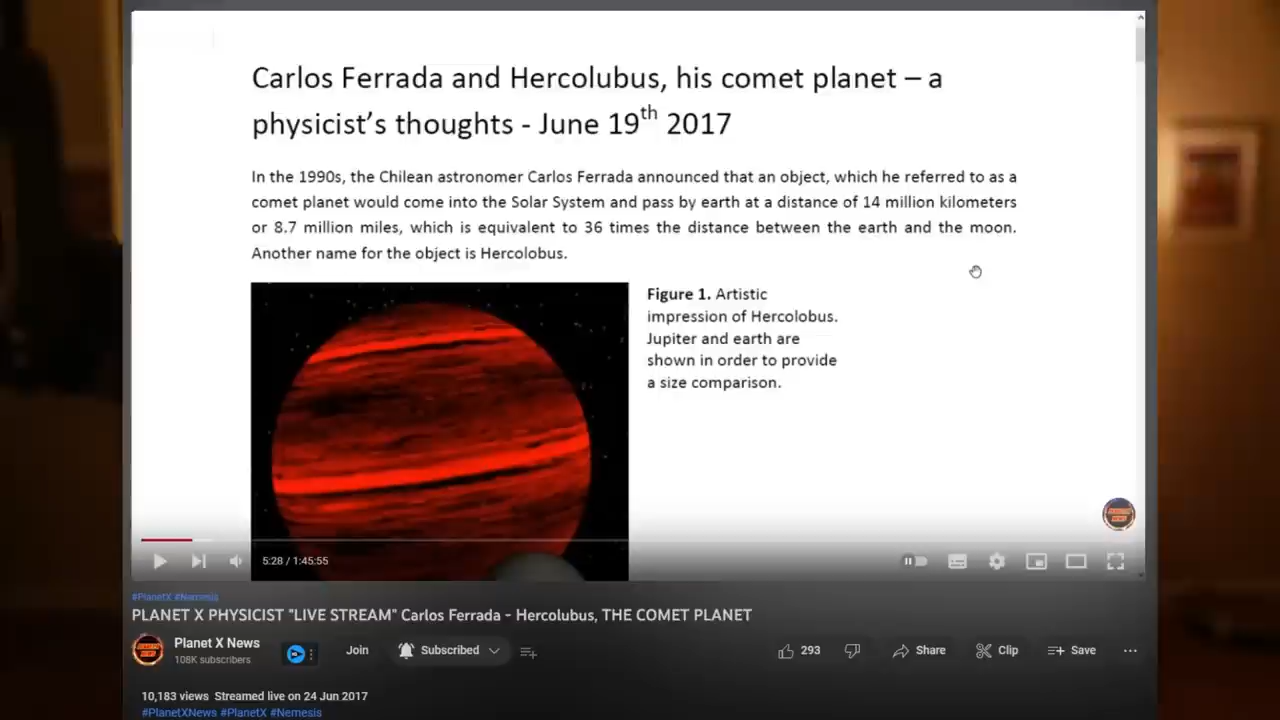 Carlos Ferrada and Hercolubus, his comet planet – a
physicist's thoughts - June 19th 2017
In the 1990s, the Chilean astronomer Carlos Ferrada announced that an object, which he referred to as a
comet planet would come into the Solar System and pass by earth at a distance of 14 million kilometers
or 8.7 million miles, which is equivalent to 36 times the distance between the earth and the moon.
Another name for the object is Hercolobus.
Figure 1. Artistic
impression of Hercolobus.
Jupiter and earth are
shown in order to provide
a size comparison.
5:28 / 1:45:55
#PlanetX #Nemesis
PLANET X PHYSICIST "LIVE STREAM" Carlos Ferrada - Hercolubus, THE COMET PLANET
Planet X News
108K subscribers
Join
Subscribed
293
Share
Clip
Save
10,183 views Streamed live on 24 Jun 2017
#PlanetXNews #PlanetX #Nemesis